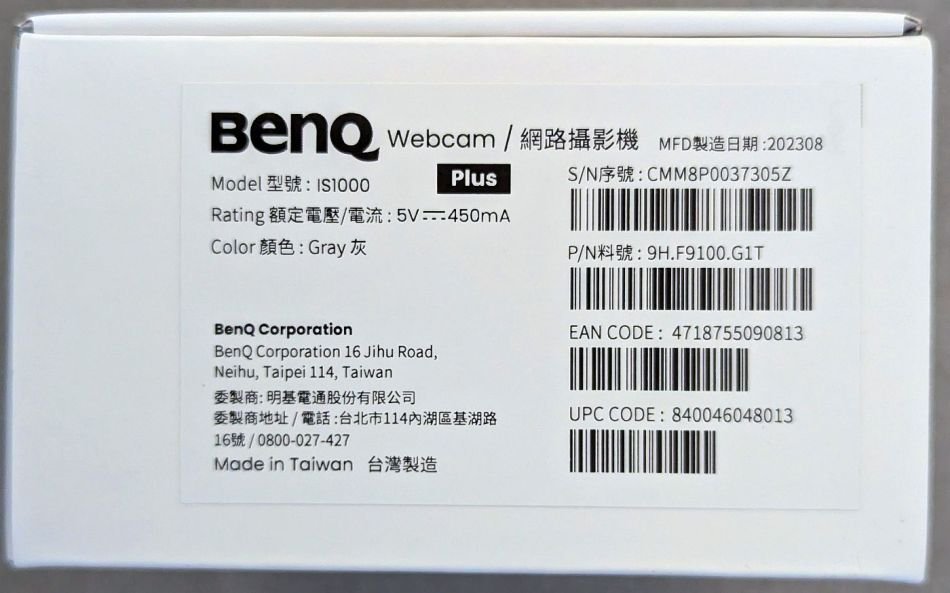 BenQ Webcam / 網路攝影機
Plus
Model 型號 : IS1000
Rating 額定電壓/電流 : 5V⎓450mA
Color 顏色 : Gray 灰
BenQ Corporation
BenQ Corporation 16 Jihu Road,
Neihu, Taipei 114, Taiwan
委製商: 明基電通股份有限公司
委製商地址 / 電話 :台北市114內湖區基湖路
16號 / 0800-027-427
Made in Taiwan 台灣製造
MFD製造日期 :202308
S/N序號 : CMM8P0037305Z
P/N料號 : 9H.F9100.G1T
EAN CODE : 4718755090813
UPC CODE : 840046048013